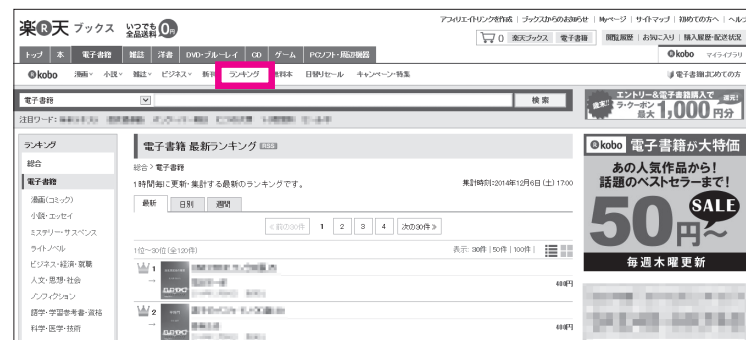 楽R天 ブックス いつでも全品送料0円
アフィリエイトリンクを作成 | ブックスからのお知らせ | Myページ | サイトマップ | 初めての方へ | ヘル
0 楽天ブックス 電子書籍 閲覧履歴 | お気に入り | 購入履歴・配送状況
トップ 本 電子書籍 雑誌 洋書 DVD・ブルーレイ CD ゲーム PCソフト・周辺機器
kobo マイライブラリ
kobo 漫画 小説 雑誌 ビジネス 新刊 ランキング 無料本 日替りセール キャンペーン・特集 電子書籍はじめての方
電子書籍 検索
注目ワード:
エントリー&電子書籍購入で
ラ・クーポン 最大1,000円分 還元!
ランキング
総合
電子書籍
漫画(コミック)
小説・エッセイ
ミステリー・サスペンス
ライトノベル
ビジネス・経済・就職
人文・思想・社会
ノンフィクション
語学・学習参考書・資格
科学・医学・技術
電子書籍 最新ランキング RSS
総合 > 電子書籍
1時間毎に更新・集計する最新のランキングです。 集計時刻:2014年12月6日(土) 17:00
最新 日別 週間
≪前の30件 1 2 3 4 次の30件≫
1位~30位(全120件) 表示: 30件 | 50件 | 100件 |
1
400円
2
400円
kobo 電子書籍が大特価
あの人気作品から!
話題のベストセラーまで!
SALE
50円~
毎週木曜更新